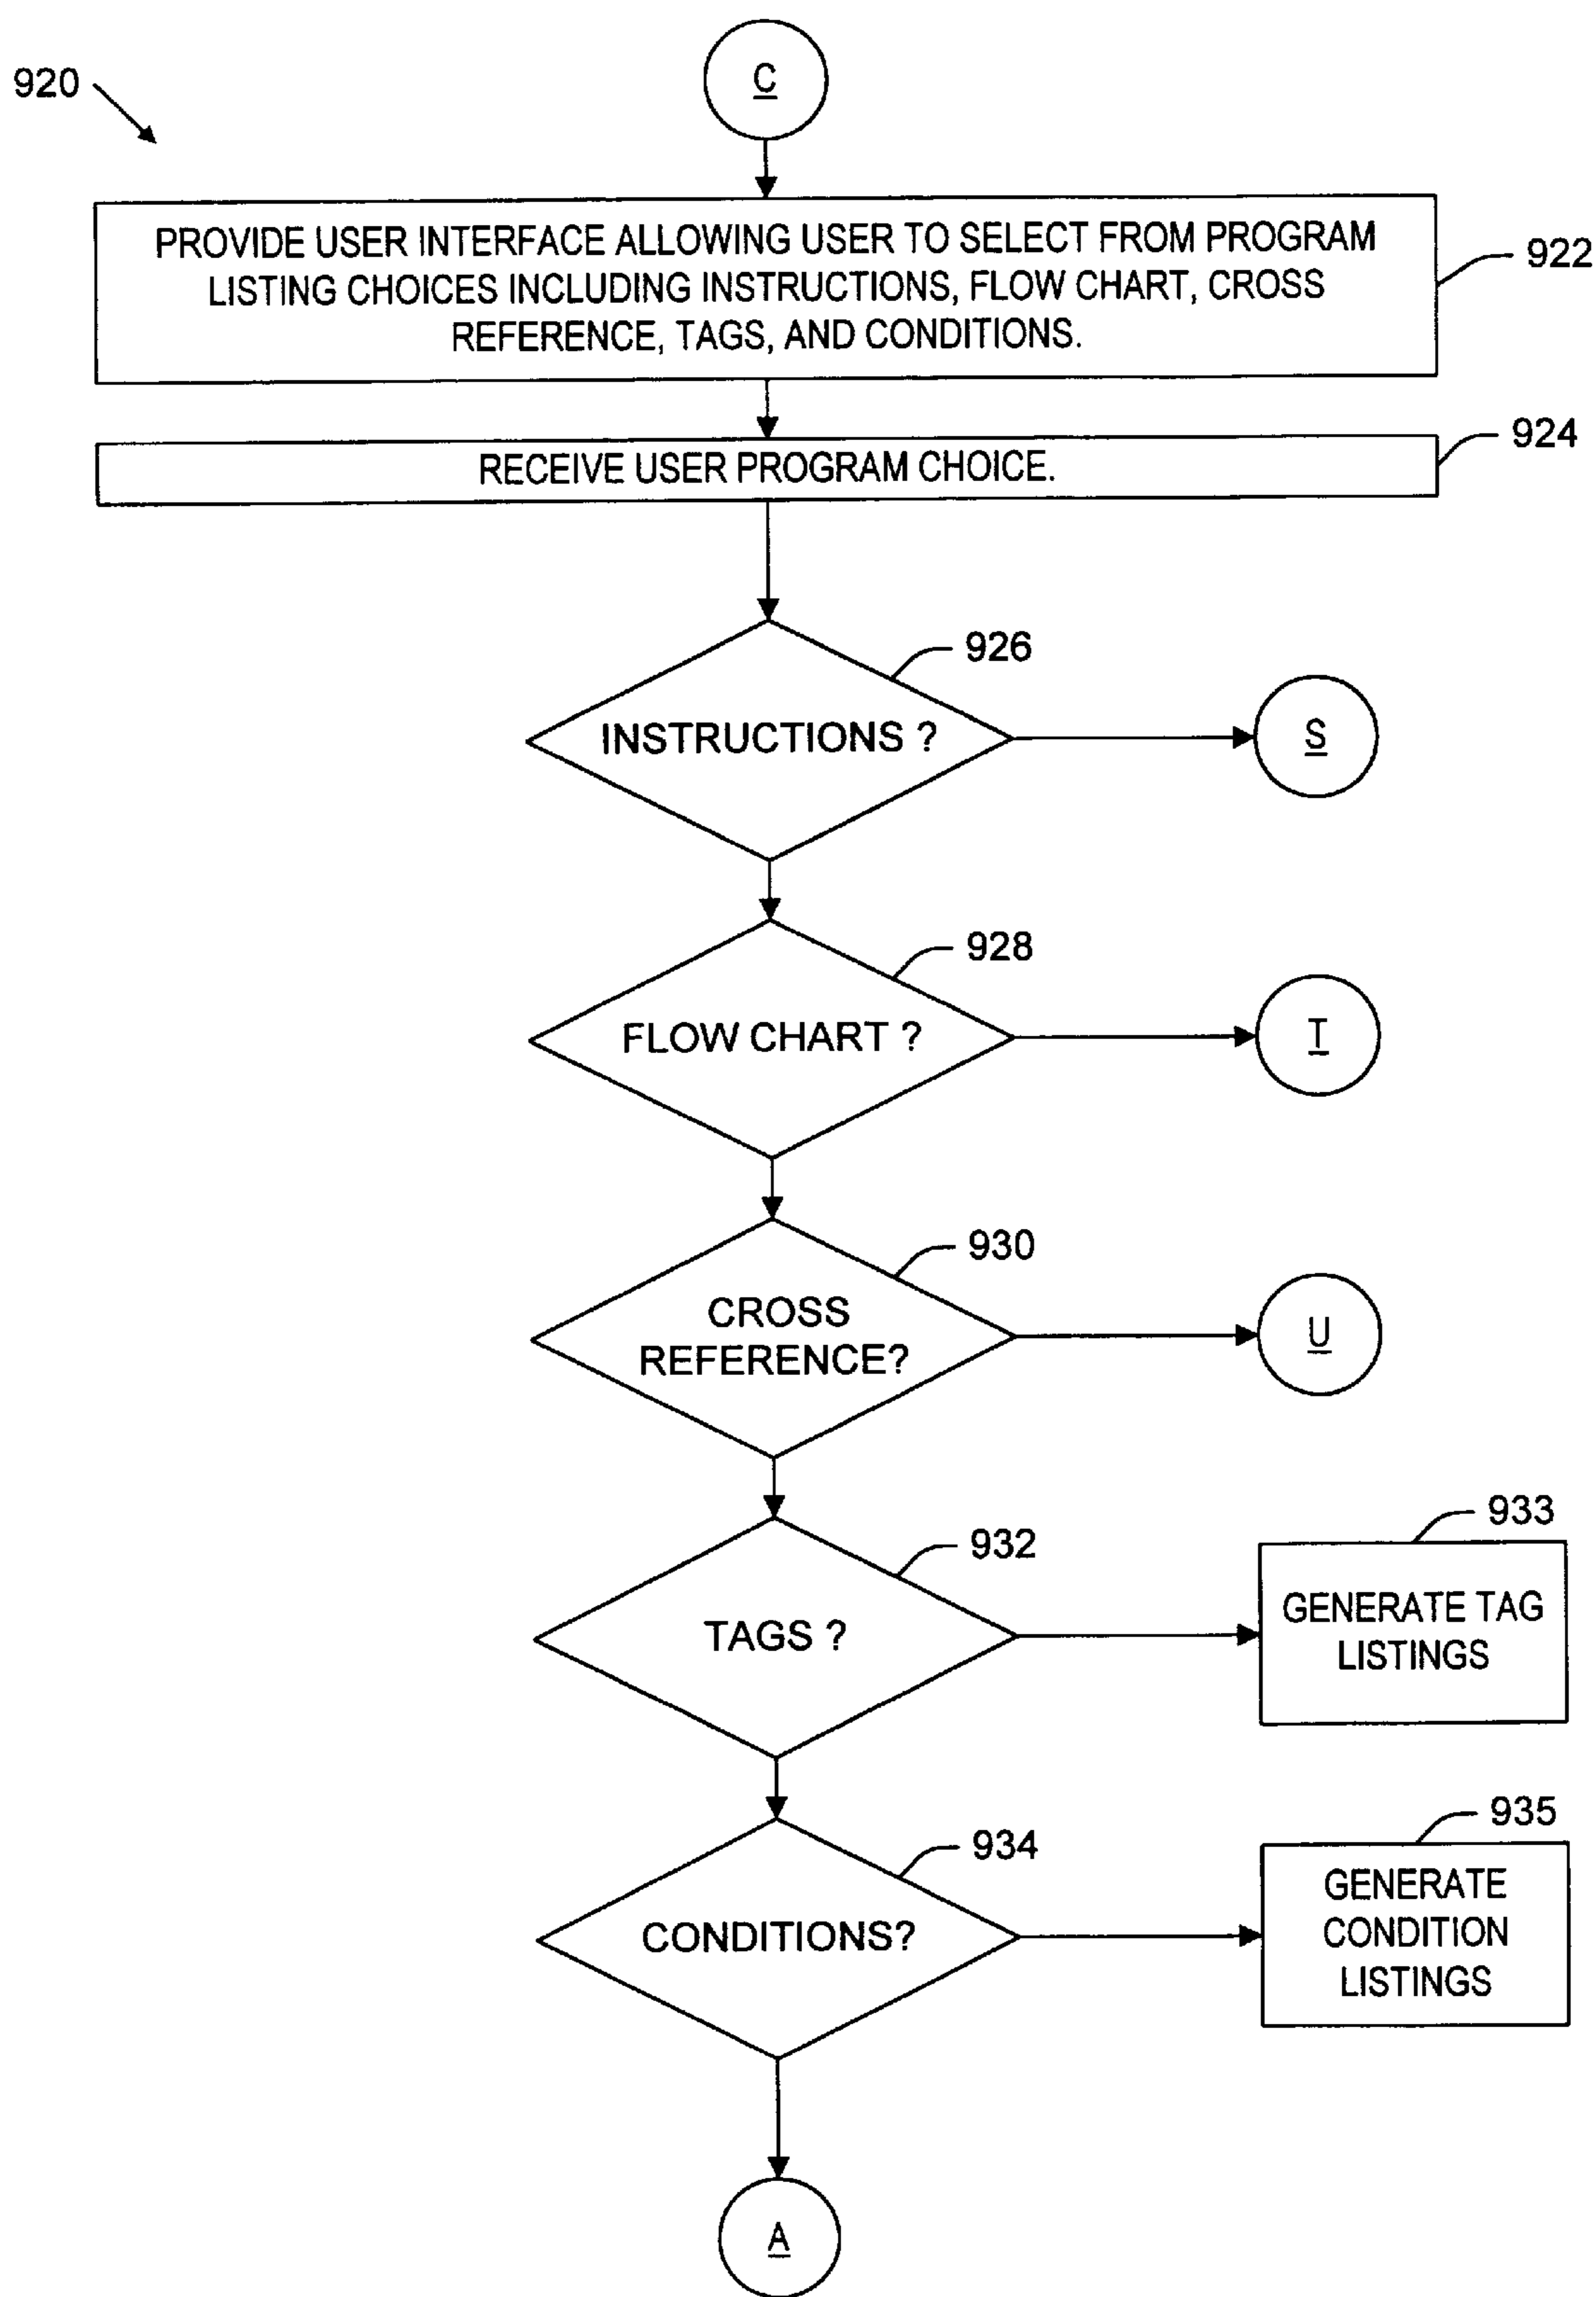 C
920
PROVIDE USER INTERFACE ALLOWING USER TO SELECT FROM PROGRAM
LISTING CHOICES INCLUDING INSTRUCTIONS, FLOW CHART, CROSS
REFERENCE, TAGS, AND CONDITIONS.
922
RECEIVE USER PROGRAM CHOICE.
924
926
INSTRUCTIONS ?
S
928
FLOW CHART ?
T
930
CROSS
REFERENCE?
U
932
TAGS ?
933
GENERATE TAG
LISTINGS
934
CONDITIONS?
935
GENERATE
CONDITION
LISTINGS
A